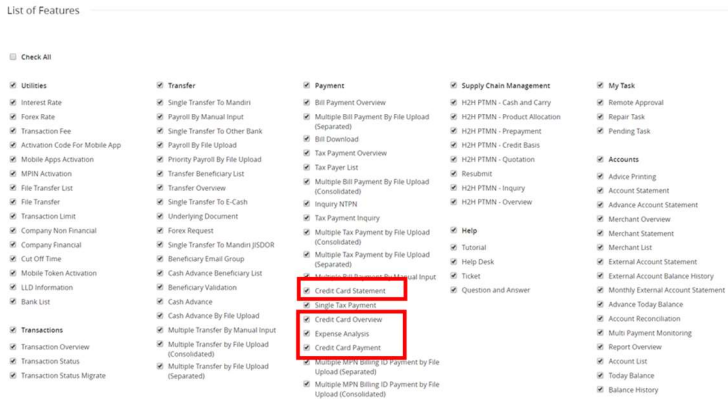 List of Features
Check All
Utilities
Interest Rate
Forex Rate
Transaction Fee
Activation Code For Mobile App
Mobile Apps Activation
MPIN Activation
File Transfer List
File Transfer
Transaction Limit
Company Non Financial
Company Financial
Cut Off Time
Mobile Token Activation
LLD Information
Bank List
Transactions
Transaction Overview
Transaction Status
Transaction Status Migrate
Transfer
Single Transfer To Mandiri
Payroll By Manual Input
Single Transfer To Other Bank
Payroll By File Upload
Priority Payroll By File Upload
Transfer Beneficiary List
Transfer Overview
Single Transfer To E-Cash
Underlying Document
Forex Request
Single Transfer To Mandiri JISDOR
Beneficiary Email Group
Cash Advance Beneficiary List
Beneficiary Validation
Cash Advance
Cash Advance By File Upload
Multiple Transfer By Manual Input
Multiple Transfer by File Upload
(Consolidated)
Multiple Transfer by File Upload
(Separated)
Payment
Bill Payment Overview
Multiple Bill Payment By File Upload
(Separated)
Bill Download
Tax Payment Overview
Tax Payer List
Multiple Bill Payment By File Upload
(Consolidated)
Inquiry NTPN
Tax Payment Inquiry
Multiple Tax Payment by File Upload
(Consolidated)
Multiple Tax Payment by File Upload
(Separated)
Multiple Bill Payment By Manual Input
Credit Card Statement
Single Tax Payment
Credit Card Overview
Expense Analysis
Credit Card Payment
Multiple MPN Billing ID Payment by File
Upload (Separated)
Multiple MPN Billing ID Payment by File
Upload (Consolidated)
Supply Chain Management
H2H PTMN - Cash and Carry
H2H PTMN - Product Allocation
H2H PTMN - Prepayment
H2H PTMN - Credit Basis
H2H PTMN - Quotation
Resubmit
H2H PTMN - Inquiry
H2H PTMN - Overview
Help
Tutorial
Help Desk
Ticket
Question and Answer
My Task
Remote Approval
Repair Task
Pending Task
Accounts
Advice Printing
Account Statement
Advance Account Statement
Merchant Overview
Merchant Statement
Merchant List
External Account Statement
External Account Balance History
Monthly External Account Statement
Advance Today Balance
Account Reconciliation
Multi Payment Monitoring
Report Overview
Account List
Today Balance
Balance History